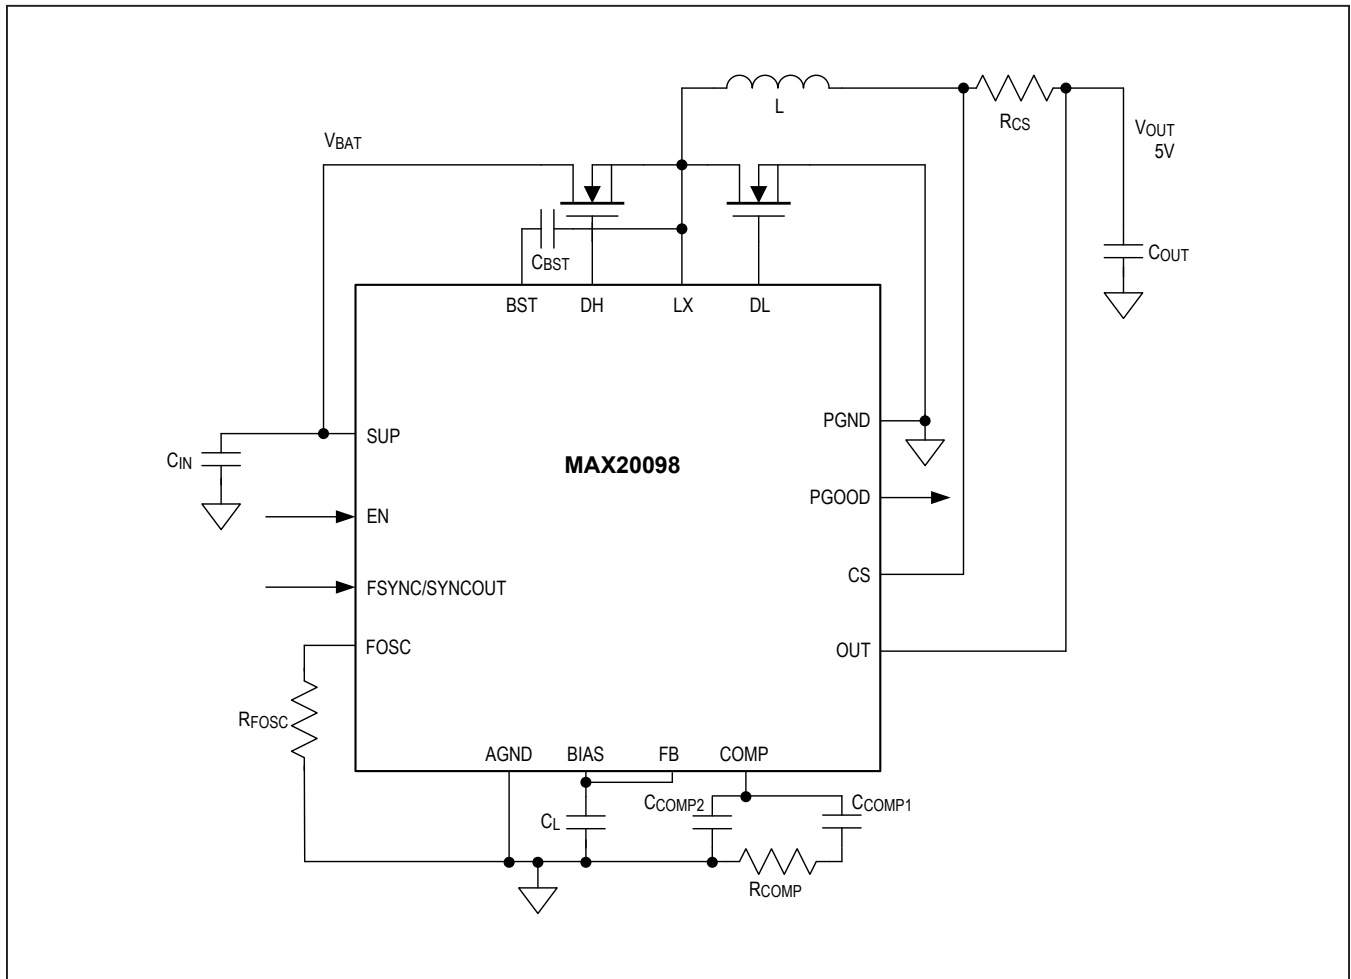 L
RCS
VBAT
VOUT
5V
CBST
COUT
BST
DH
LX
DL
PGND
SUP
CIN
MAX20098
PGOOD
EN
CS
FSYNC/SYNCOUT
FOSC
OUT
RFOSC
AGND
BIAS
FB
COMP
CCOMP2
CCOMP1
CL
RCOMP